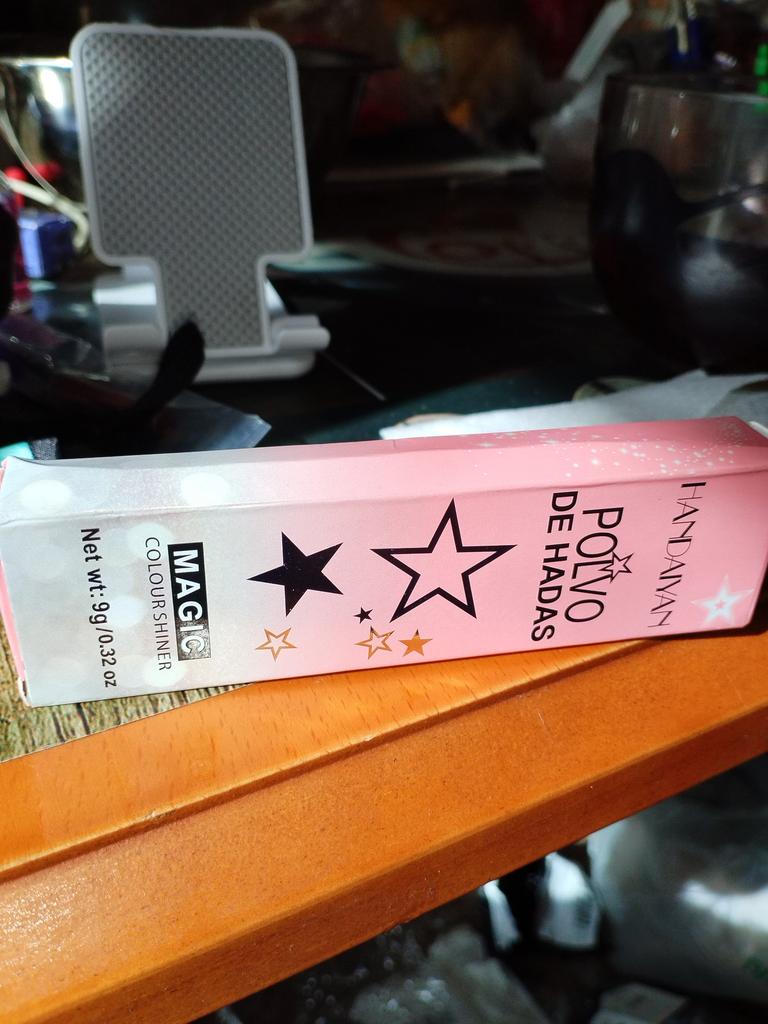 HANDAIYAN
POLVO
DE HADAS
MAGIC
COLOUR SHINER
Net wt: 9g/0.32 oz